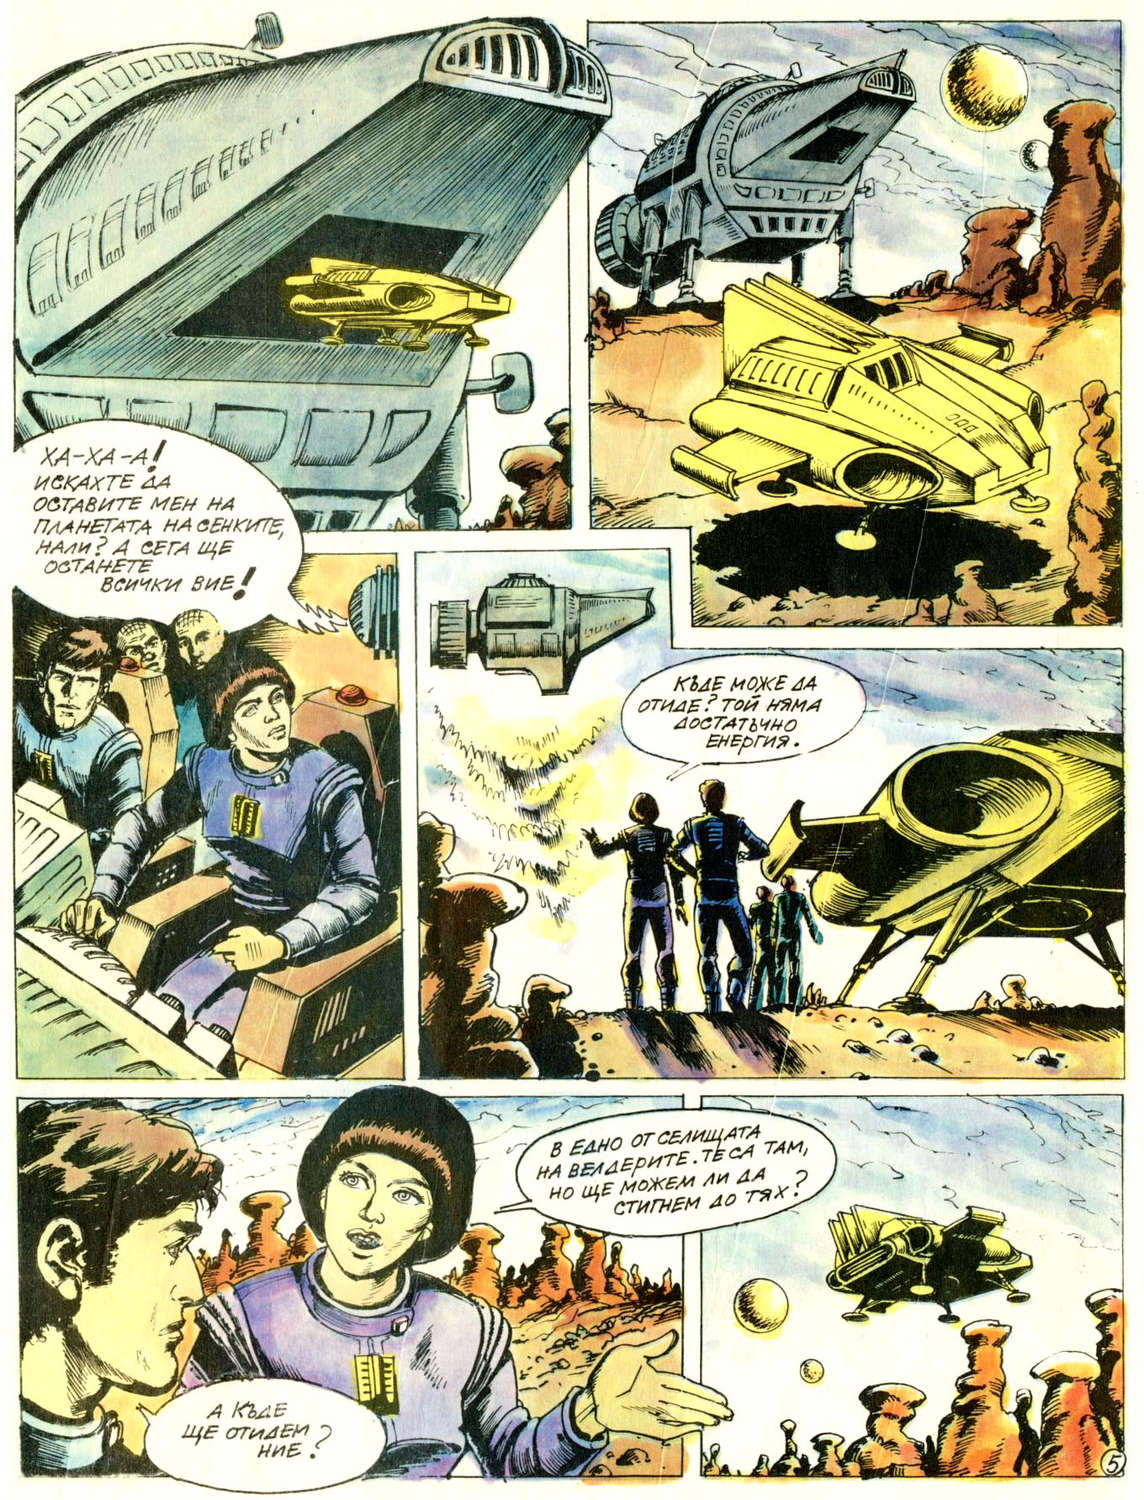 ХА-ХА-А!
ИСКАХТЕ ДА
ОСТАВИТЕ МЕН НА
ПЛАНЕТАТА НА СЕНКИТЕ,
НАЛИ? А СЕГА ЩЕ
ОСТАНЕТЕ
ВСИЧКИ ВИЕ!
КЪДЕ МОЖЕ ДА
ОТИДЕ? ТОЙ НЯМА
ДОСТАТЪЧНО
ЕНЕРГИЯ.
А КЪДЕ
ЩЕ ОТИДЕМ
НИЕ?
В ЕДНО ОТ СЕЛИЩАТА
НА ВЕЛДЕРИТЕ. ТЕ СА ТАМ,
НО ЩЕ МОЖЕМ ЛИ ДА
СТИГНЕМ ДО ТЯХ?
5